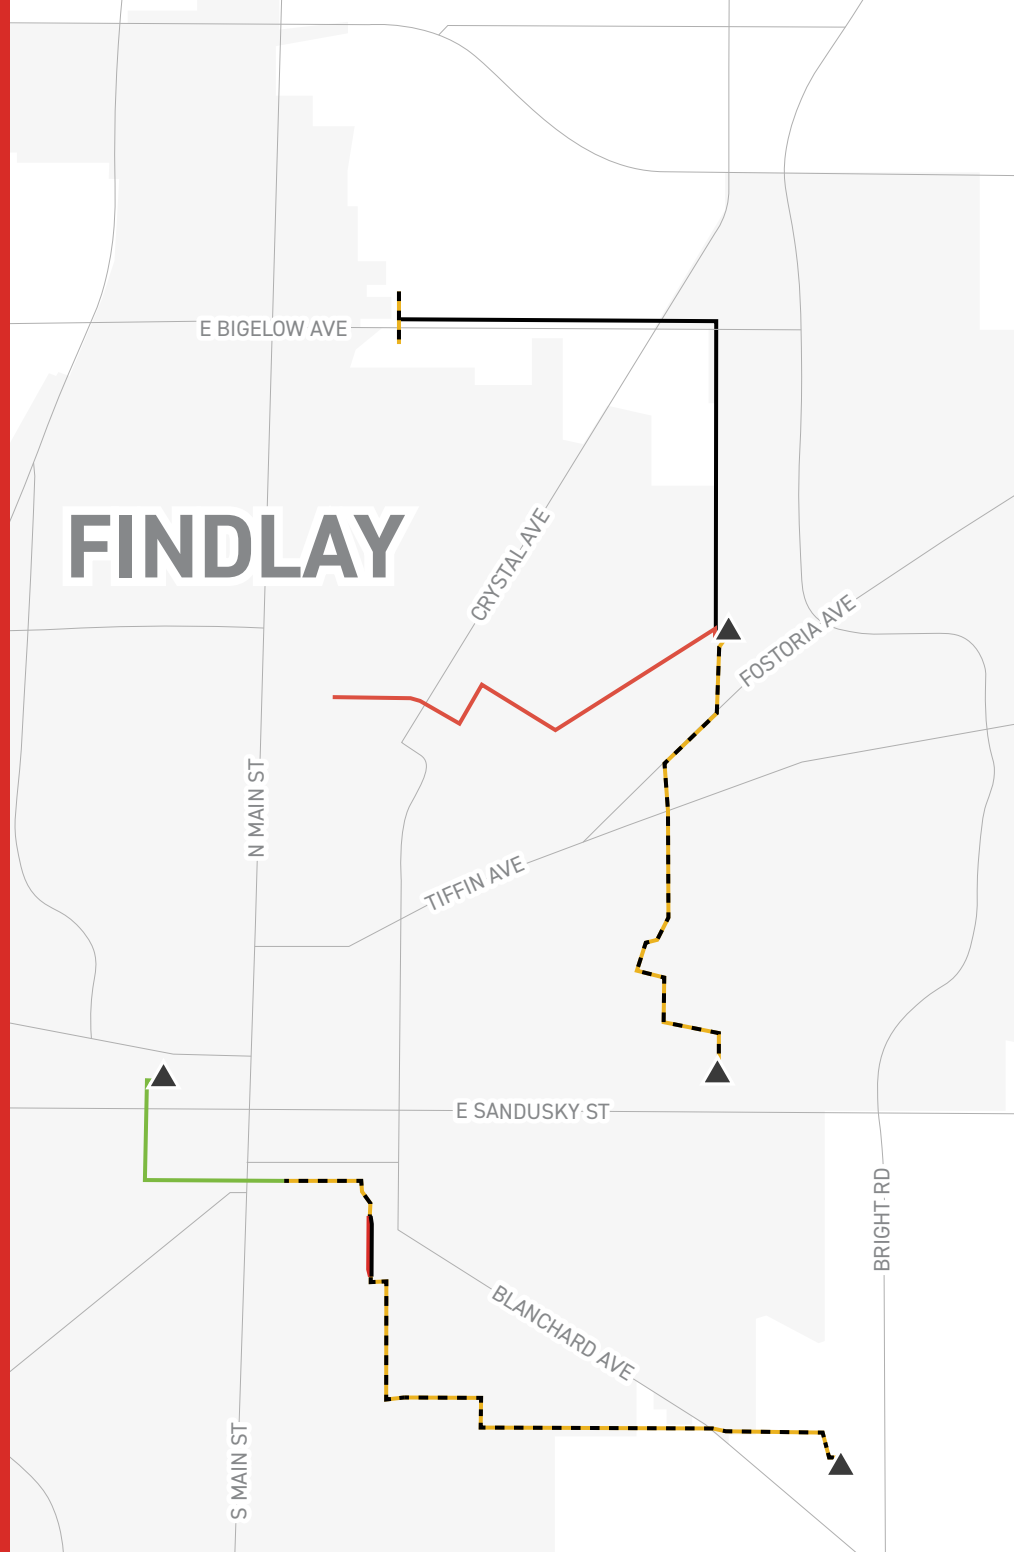 E BIGELOW AVE
FINDLAY
CRYSTAL AVE
FOSTORIA AVE
N MAIN ST
TIFFIN AVE
E SANDUSKY ST
BRIGHT RD
BLANCHARD AVE
S MAIN ST